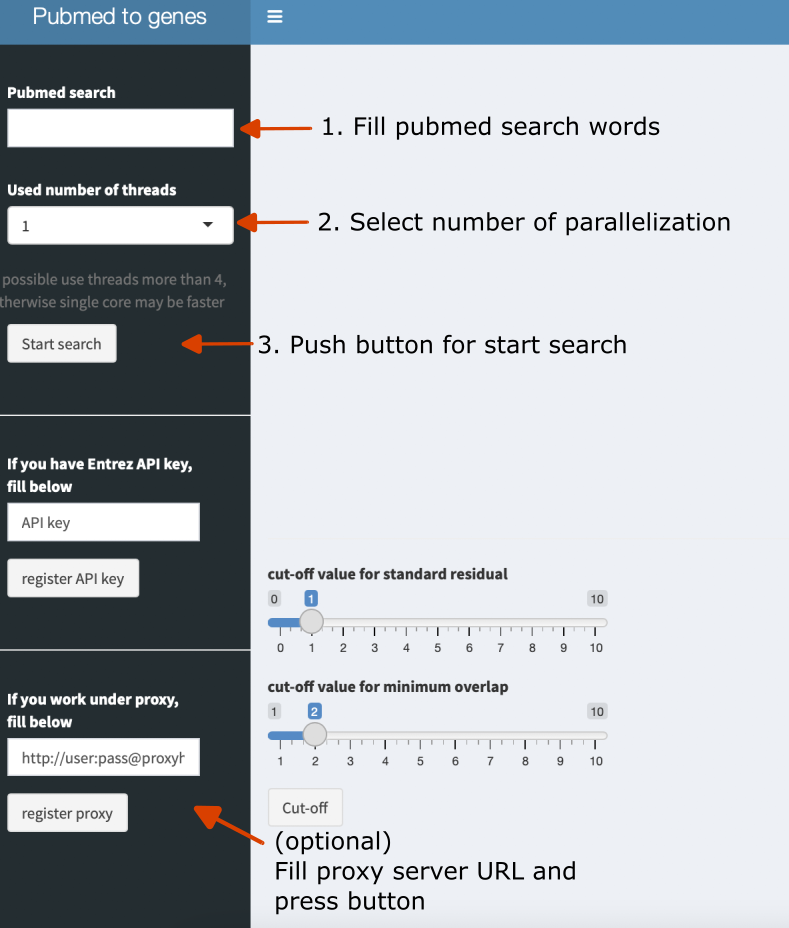 Pubmed to genes
Pubmed search
1. Fill pubmed search words
Used number of threads
1
2. Select number of parallelization
possible use threads more than 4,
therwise single core may be faster
Start search
3. Push button for start search
If you have Entrez API key,
fill below
API key
register API key
cut-off value for standard residual
0 1 10
0 1 2 3 4 5 6 7 8 9 10
cut-off value for minimum overlap
1 2 10
1 2 3 4 5 6 7 8 9 10
Cut-off
If you work under proxy,
fill below
http://user:pass@proxyh
register proxy
(optional)
Fill proxy server URL and
press button